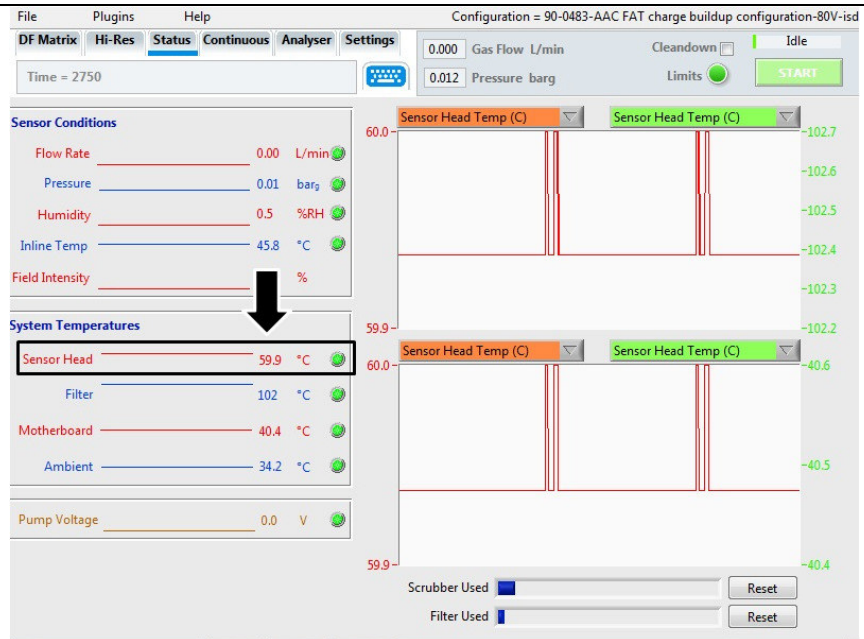 File Plugins Help Configuration = 90-0483-AAC FAT charge buildup configuration-80V-isd
DF Matrix Hi-Res Status Continuous Analyser Settings
0.000 Gas Flow L/min Cleandown Idle
Time = 2750
0.012 Pressure barg Limits START
Sensor Conditions
Flow Rate 0.00 L/min
Pressure 0.01 barg
Humidity 0.5 %RH
Inline Temp 45.8 °C
Field Intensity %
System Temperatures
Sensor Head 59.9 °C
Filter 102 °C
Motherboard 40.4 °C
Ambient 34.2 °C
Pump Voltage 0.0 V
Sensor Head Temp (C) Sensor Head Temp (C)
60.0
59.9
102.7
102.6
102.5
102.4
102.3
102.2
Sensor Head Temp (C) Sensor Head Temp (C)
60.0
59.9
40.6
40.5
40.4
Scrubber Used Reset
Filter Used Reset